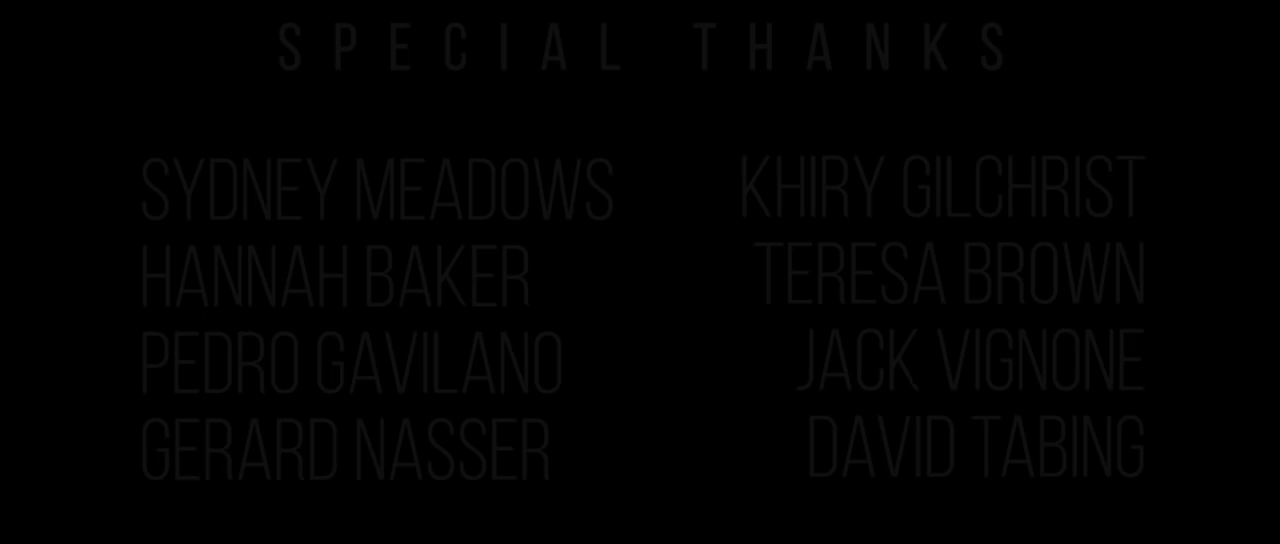 SPECIAL THANKS
SYDNEY MEADOWS
HANNAH BAKER
PEDRO GAVILANO
GERARD NASSER
KHIRY GILCHRIST
TERESA BROWN
JACK VIGNONE
DAVID TABING